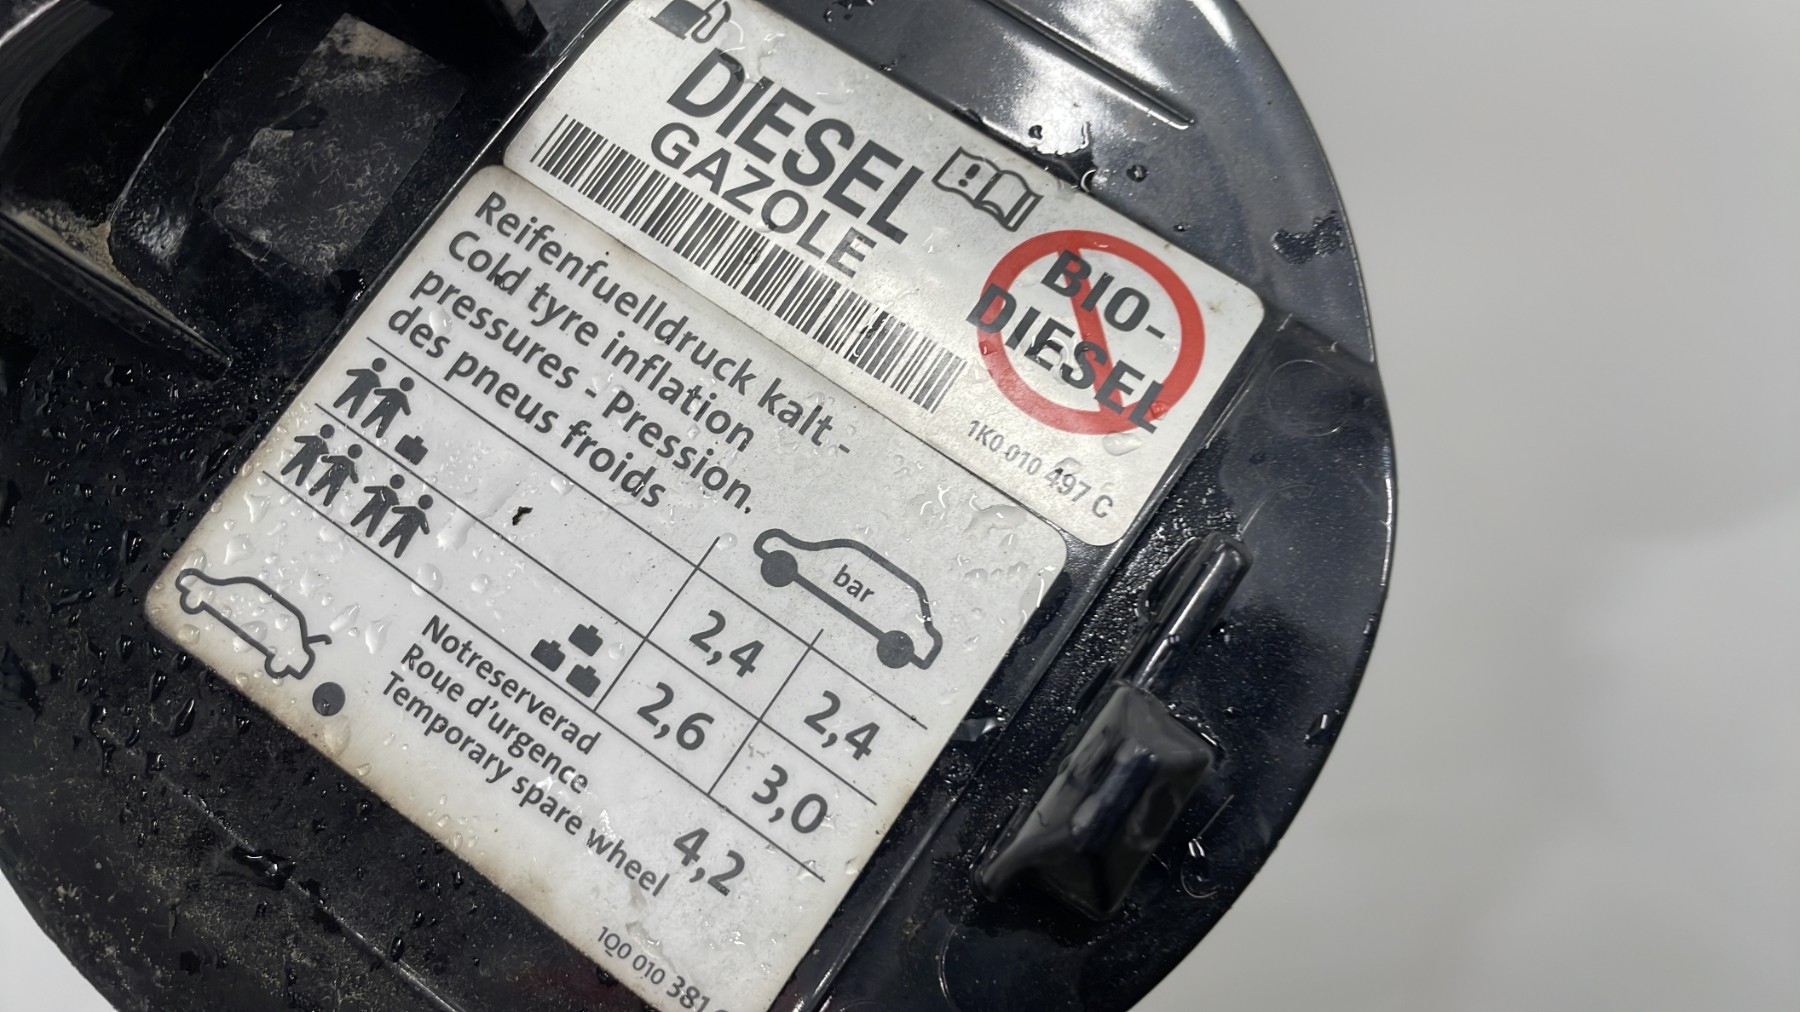 DIESEL
GAZOLE
BIO-
DIESEL
1K0 010 497 C
Reifenfuelldruck kalt -
Cold tyre inflation
pressures - Pression.
des pneus froids
bar
2,4 2,4
2,6 3,0
Notreserverad
Roue d'urgence
Temporary spare wheel
4,2
1Q0 010 381